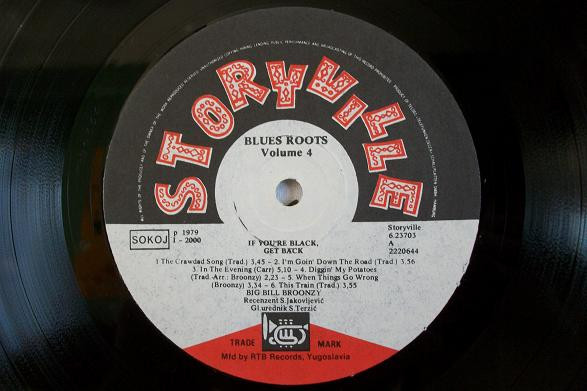 STORYVILLE
BLUES ROOTS
Volume 4
SOKOJ
p 1979
1 - 2000
Storyville
6.23703
A
2220644
IF YOU'RE BLACK,
GET BACK
1 The Crawdad Song (Trad.) 3,45 - 2. I'm Goin' Down The Road (Trad.) 3.56
3. In The Evening (Carr) 5,10 - 4. Diggin' My Potatoes
(Trad.-Arr.: Broonzy) 2,23 - 5. When Things Go Wrong
(Broonzy) 3,34 - 6. This Train (Trad.) 3,55
BIG BILL BROONZY
Recenzent S.Jakovljević
Gl.urednik S.Terzić
TRADE MARK
Mfd by RTB Records, Yugoslavia